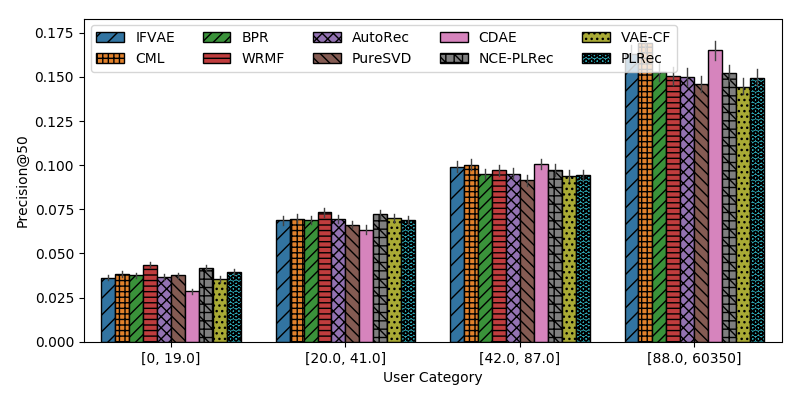 IFVAE BPR AutoRec CDAE VAE-CF
CML WRMF PureSVD NCE-PLRec PLRec
0.175
0.150
0.125
0.100
0.075
0.050
0.025
0.000
Precision@50
[0, 19.0] [20.0, 41.0] [42.0, 87.0] [88.0, 60350]
User Category